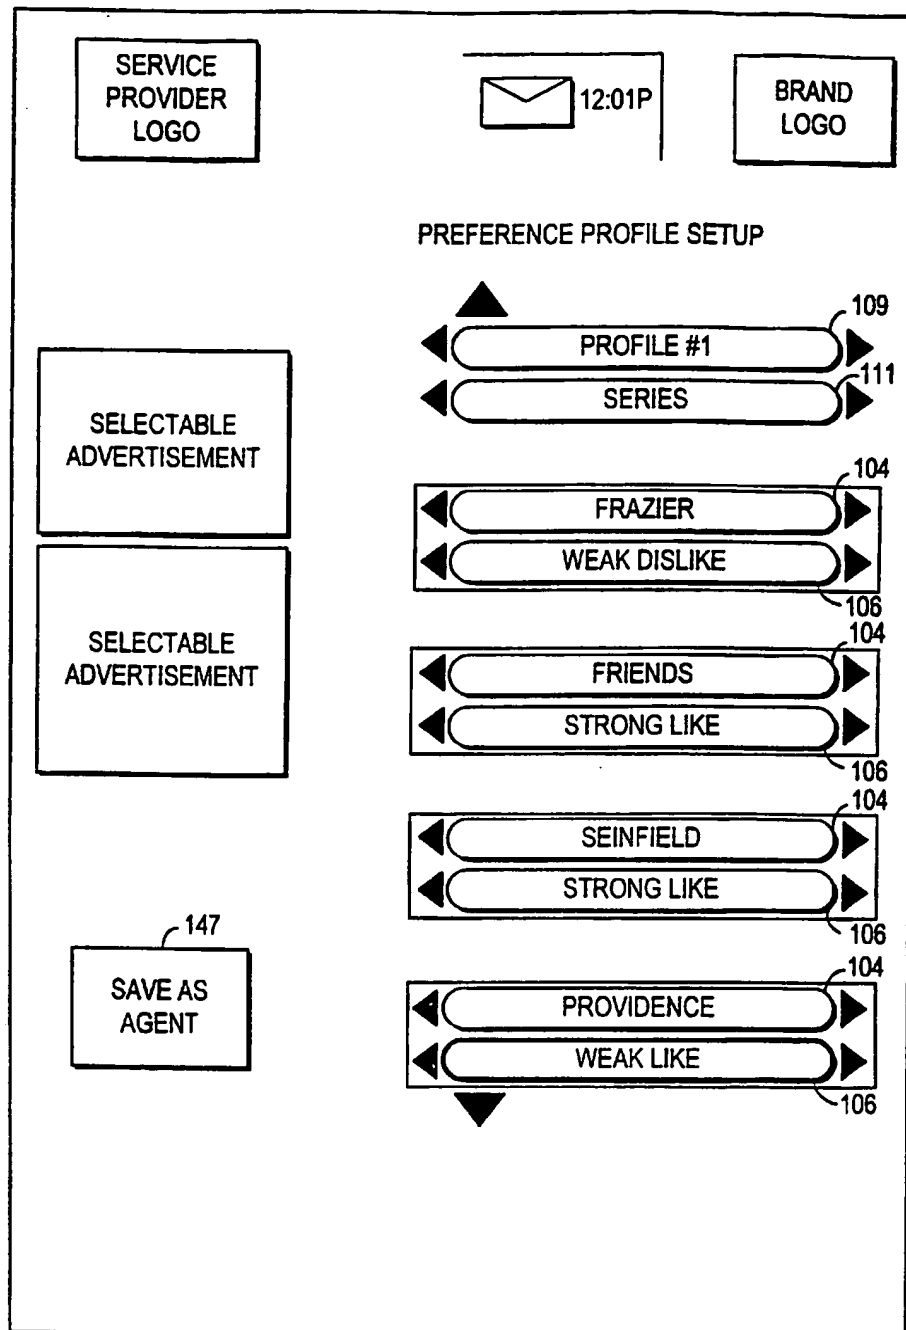 SERVICE
PROVIDER
LOGO
12:01P
BRAND
LOGO
PREFERENCE PROFILE SETUP
109
PROFILE #1
111
SERIES
SELECTABLE
ADVERTISEMENT
104
FRAZIER
WEAK DISLIKE
106
SELECTABLE
ADVERTISEMENT
104
FRIENDS
STRONG LIKE
106
104
SEINFIELD
STRONG LIKE
106
147
SAVE AS
AGENT
104
PROVIDENCE
WEAK LIKE
106